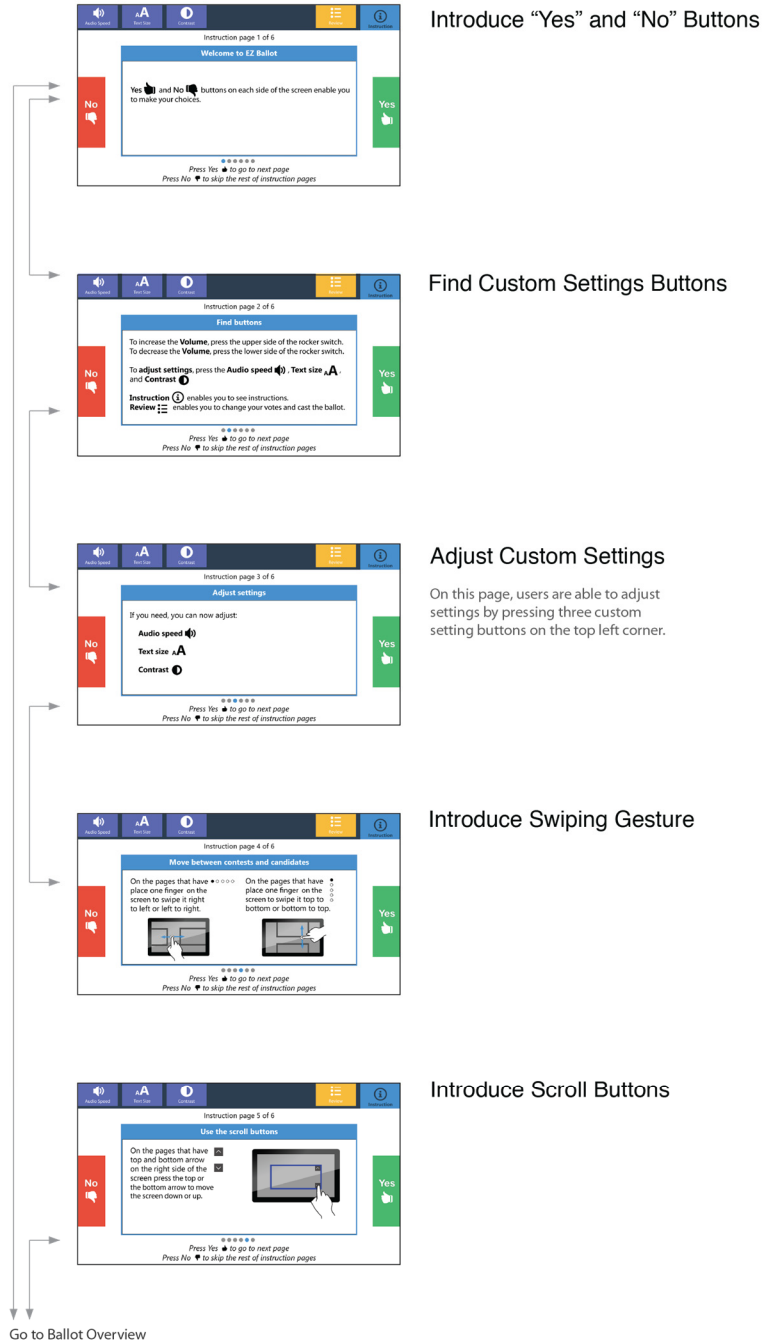 Audio Speed
AA
Text Size
Contrast
Review
Instruction
Introduce “Yes” and “No” Buttons
Instruction page 1 of 6
Welcome to EZ Ballot
No
Yes
Yes and No buttons on each side of the screen enable you
to make your choices.
Press Yes to go to next page
Press No to skip the rest of instruction pages
Audio Speed
AA
Text Size
Contrast
Review
Instruction
Find Custom Settings Buttons
Instruction page 2 of 6
Find buttons
No
Yes
To increase the Volume, press the upper side of the rocker switch.
To decrease the Volume, press the lower side of the rocker switch.
To adjust settings, press the Audio speed , Text size AA ,
and Contrast
Instruction i enables you to see instructions.
Review enables you to change your votes and cast the ballot.
Press Yes to go to next page
Press No to skip the rest of instruction pages
Audio Speed
AA
Text Size
Contrast
Review
Instruction
Adjust Custom Settings
On this page, users are able to adjust
settings by pressing three custom
setting buttons on the top left corner.
Instruction page 3 of 6
Adjust settings
No
Yes
If you need, you can now adjust:
Audio speed
Text size AA
Contrast
Press Yes to go to next page
Press No to skip the rest of instruction pages
Audio Speed
AA
Text Size
Contrast
Review
Instruction
Introduce Swiping Gesture
Instruction page 4 of 6
Move between contests and candidates
No
Yes
On the pages that have
place one finger on the
screen to swipe it right
to left or left to right.
On the pages that have
place one finger on the
screen to swipe it top to
bottom or bottom to top.
Press Yes to go to next page
Press No to skip the rest of instruction pages
Audio Speed
AA
Text Size
Contrast
Review
Instruction
Introduce Scroll Buttons
Instruction page 5 of 6
Use the scroll buttons
No
Yes
On the pages that have
top and bottom arrow
on the right side of the
screen press the top or
the bottom arrow to move
the screen down or up.
Press Yes to go to next page
Press No to skip the rest of instruction pages
Go to Ballot Overview